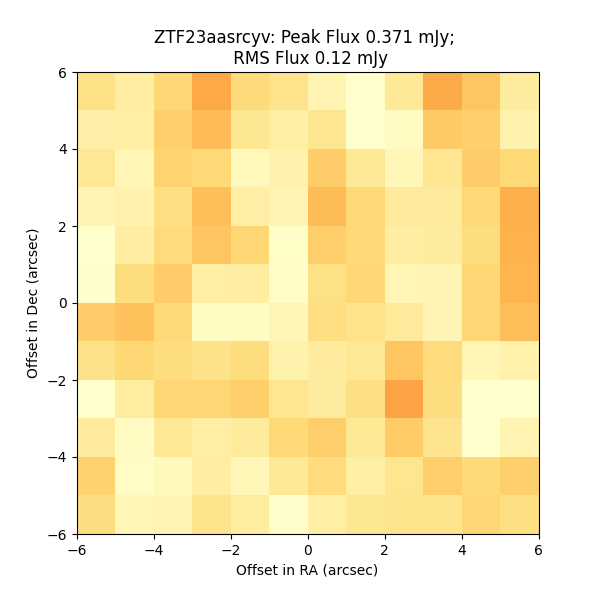 ZTF23aasrcyv: Peak Flux 0.371 mJy;
RMS Flux 0.12 mJy
6
4
2
0
−2
−4
−6
Offset in Dec (arcsec)
−6 −4 −2 0 2 4 6
Offset in RA (arcsec)